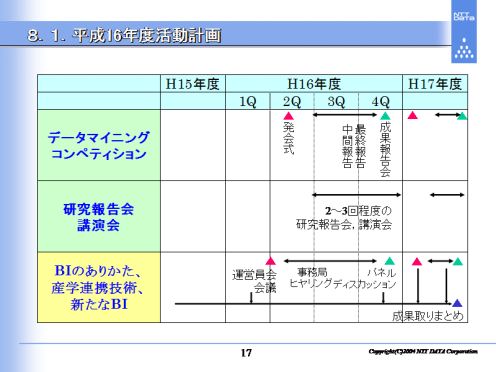 NTT DATA
8.1.平成16年度活動計画
H15年度 H16年度 H17年度
1Q 2Q 3Q 4Q
データマイニング
コンペティション
発会式
中間報告
最終報告
成果報告会
研究報告会
講演会
2~3回程度の
研究報告会,講演会
BIのありかた、
産学連携技術、
新たなBI
運営員会
会議
事務局
ヒヤリング
パネル
ディスカッション
成果取りまとめ
17
Copyright(C)2004 NTT DATA Corporation